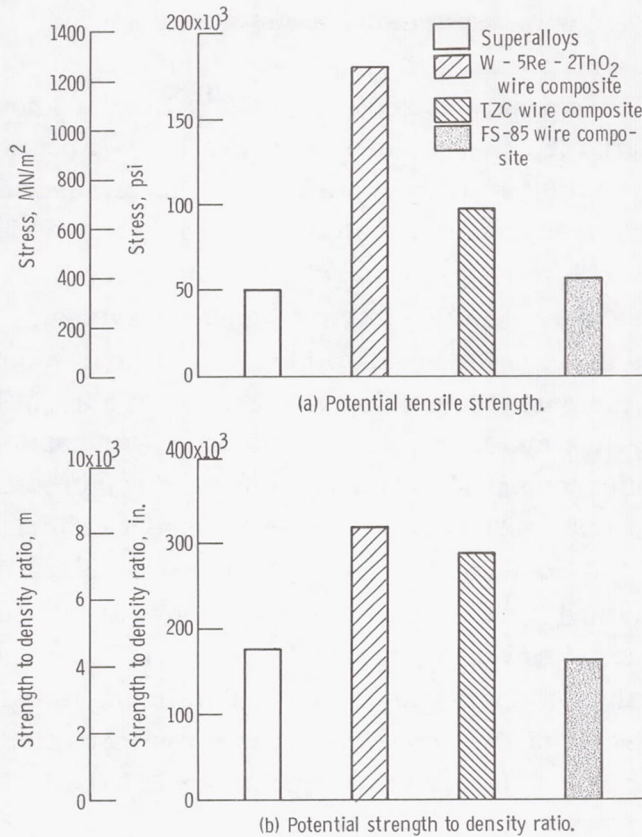 1400
1200
1000
800
600
400
200
0
Stress, MN/m²
200x10³
150
100
50
0
Stress, psi
Superalloys
W - 5Re - 2ThO₂
wire composite
TZC wire composite
FS-85 wire compo-
site
(a) Potential tensile strength.
10x10³
8
6
4
2
0
Strength to density ratio, m
400x10³
300
200
100
0
Strength to density ratio, in.
(b) Potential strength to density ratio.